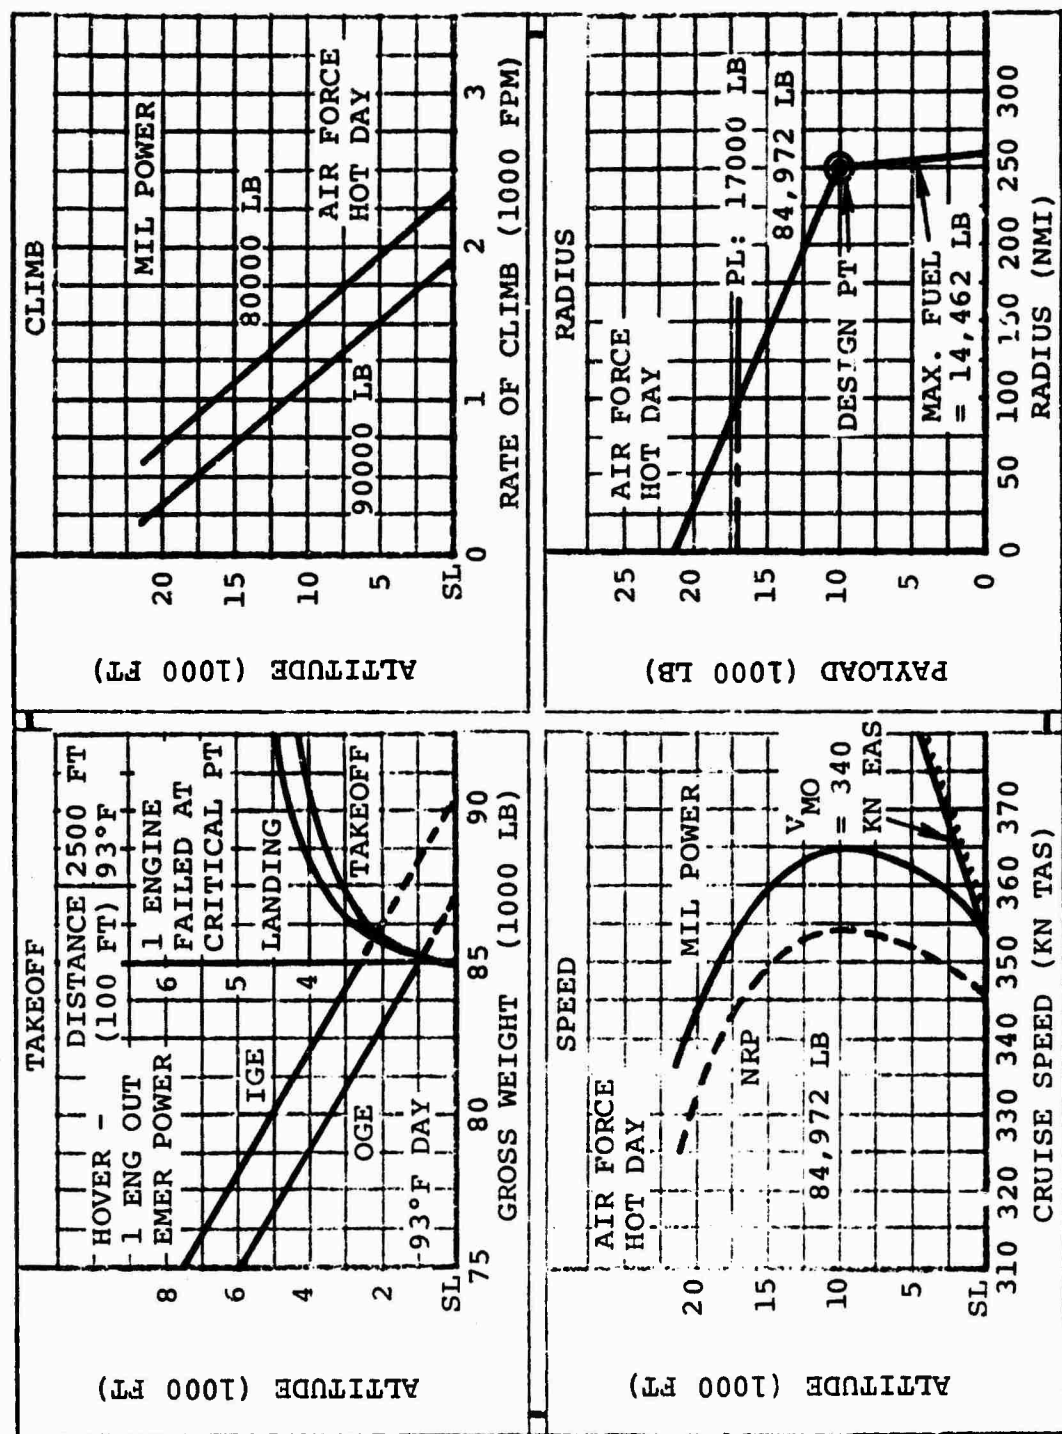 TAKEOFF
HOVER -
1 ENG OUT
EMER POWER
DISTANCE 2500 FT
(100 FT) 93°F
1 ENGINE
FAILED AT
CRITICAL PT
6
5
4
LANDING
TAKEOFF
IGE
OGE
93°F DAY
8
6
4
2
SL
75
80
85
90
GROSS WEIGHT (1000 LB)
ALTITUDE (1000 FT)
CLIMB
MIL POWER
80000 LB
90000 LB
AIR FORCE
HOT DAY
20
15
10
5
SL
0
1
2
3
RATE OF CLIMB (1000 FPM)
ALTITUDE (1000 FT)
SPEED
AIR FORCE
HOT DAY
NRP
MIL POWER
84,972 LB
VMO
= 340
KN EAS
20
15
10
5
SL
310
320
330
340
350
360
370
CRUISE SPEED (KN TAS)
ALTITUDE (1000 FT)
RADIUS
AIR FORCE
HOT DAY
PL: 17000 LB
84,972 LB
DESIGN PT
MAX. FUEL
= 14,462 LB
25
20
15
10
5
0
0
50
100
150
200
250
300
RADIUS (NMI)
PAYLOAD (1000 LB)